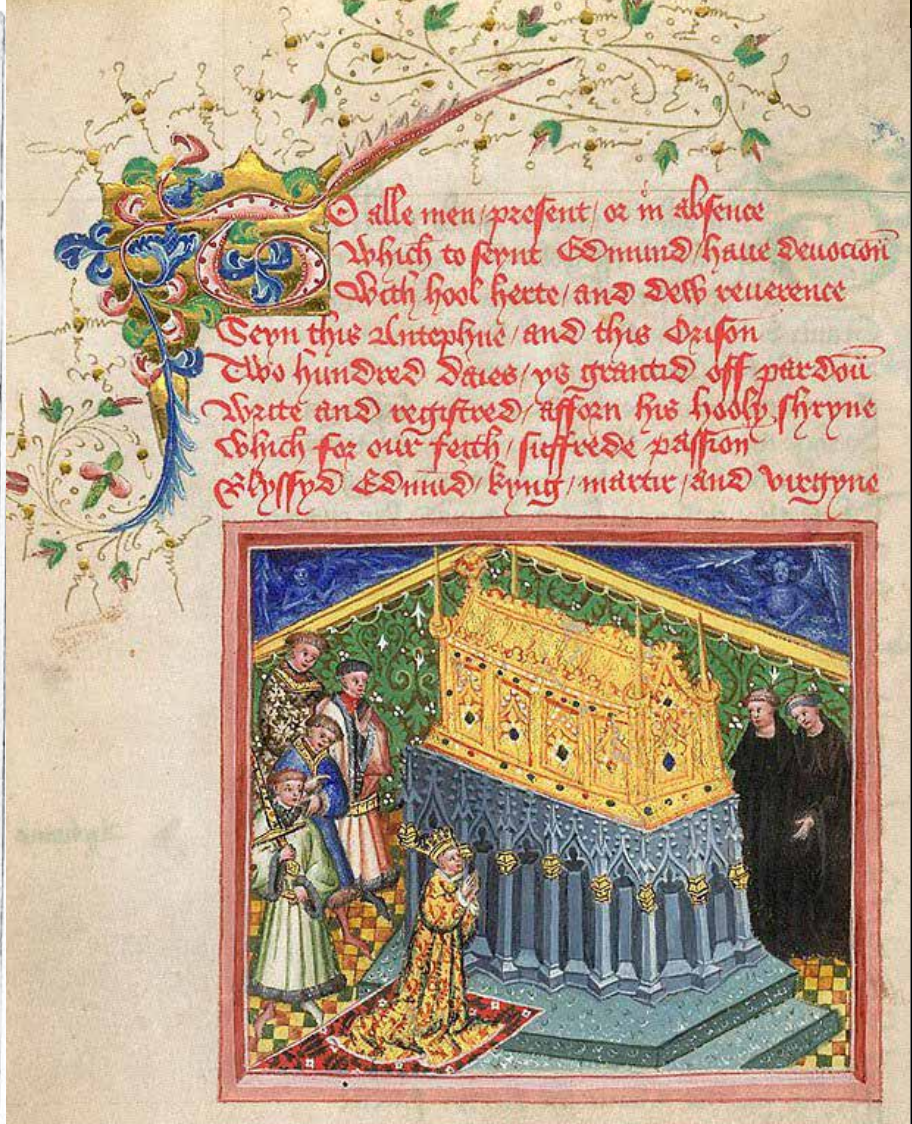 To alle men / present / or in absence
Which to seynt Edmund / haue deuocioun
With hool herte / and dew reuerence
Seyn this Antephne / and this Orison
Two hundred daies / ys grantid off pardoun
Write and registred / afforn his hooly shryne
Which for our feith / suffrede passion
Blyssyd Edmund / kyng / martir / and virgyne